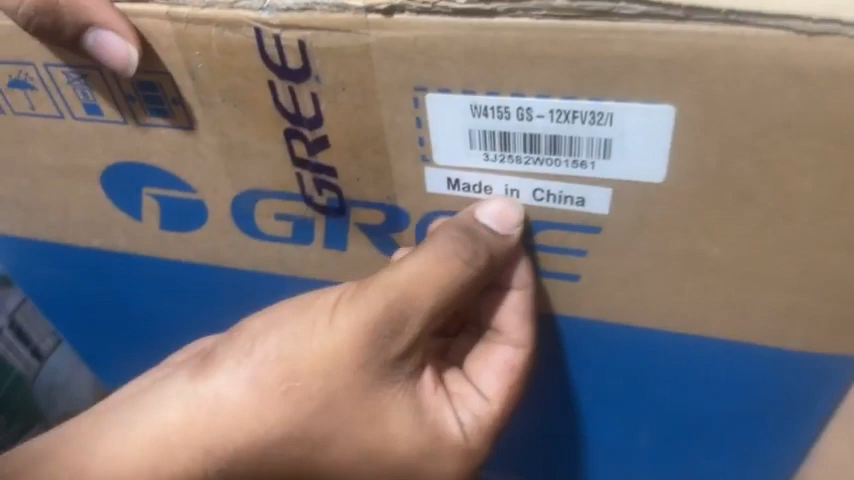 GREE
W4155 GS-12XFV32/I
3J2582W001561
Made in China
GREE